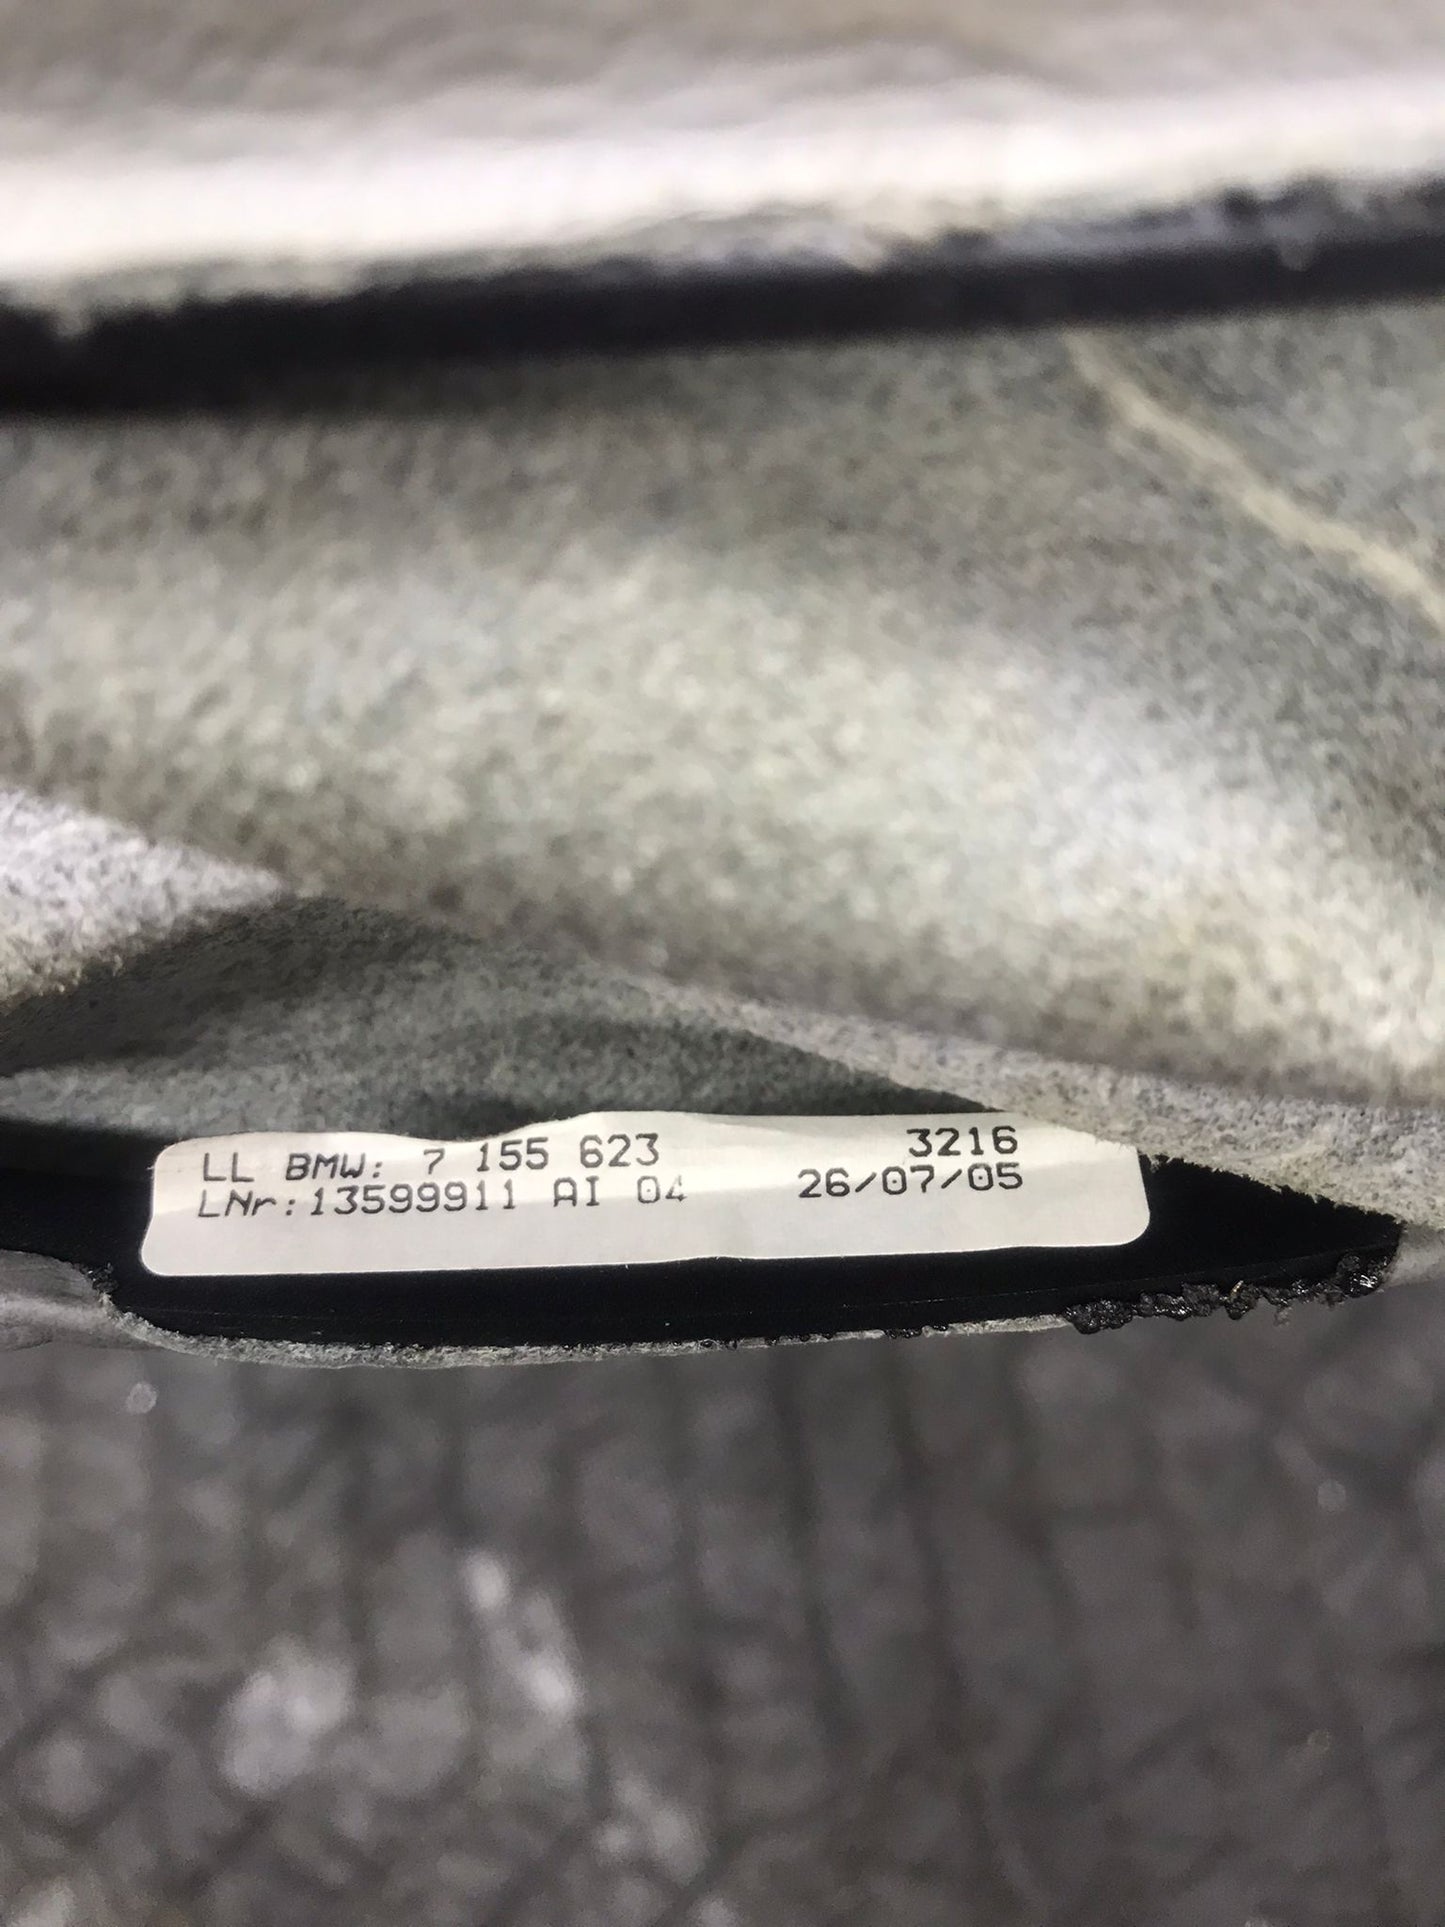 LL BMW: 7 155 623 3216
LNr:13599911 AI 04 26/07/05